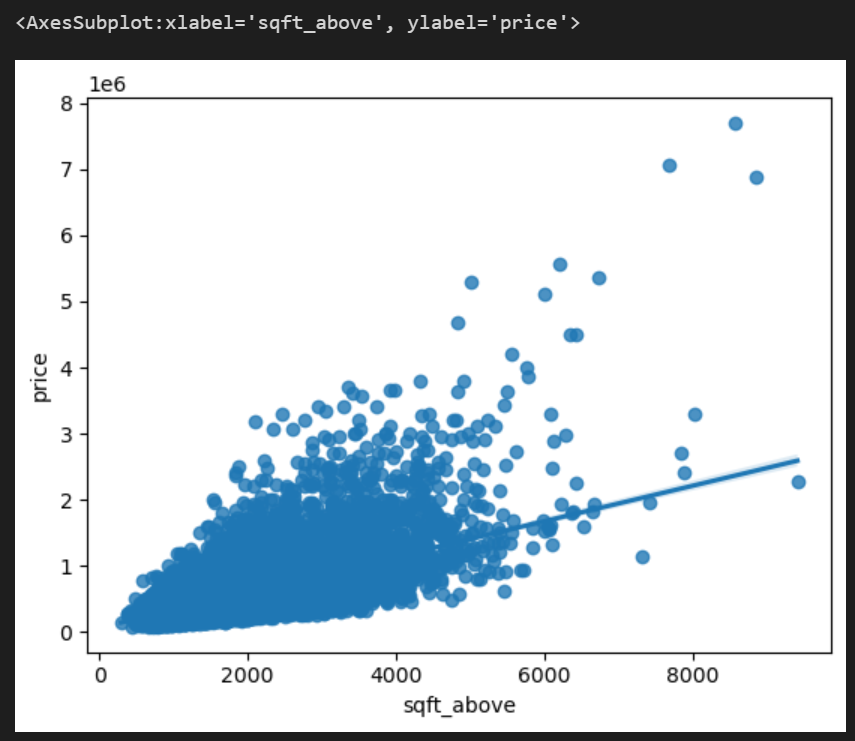 <AxesSubplot:xlabel='sqft_above', ylabel='price'>
1e6
8
7
6
5
4
3
2
1
0
price
0 2000 4000 6000 8000
sqft_above